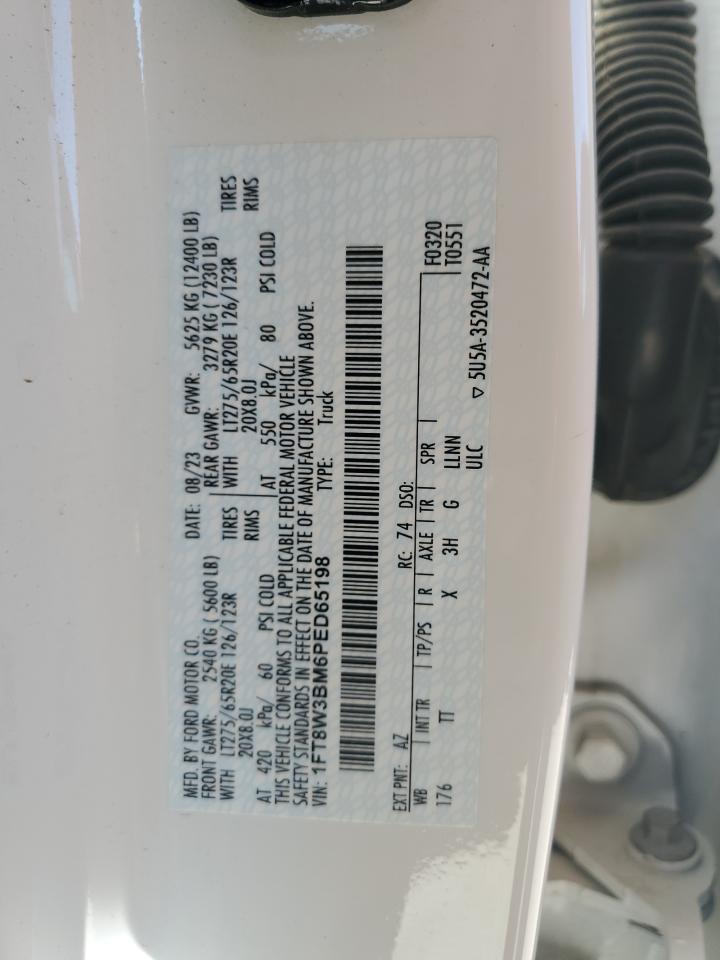 MFD. BY FORD MOTOR CO. DATE: 08/23 GVWR: 5625 KG (12400 LB)
FRONT GAWR: 2540 KG ( 5600 LB) REAR GAWR: 3279 KG ( 7230 LB)
WITH LT275/65R20E 126/123R TIRES WITH LT275/65R20E 126/123R TIRES
20X8.0J RIMS 20X8.0J RIMS
AT 420 kPa/ 60 PSI COLD AT 550 kPa/ 80 PSI COLD
THIS VEHICLE CONFORMS TO ALL APPLICABLE FEDERAL MOTOR VEHICLE
SAFETY STANDARDS IN EFFECT ON THE DATE OF MANUFACTURE SHOWN ABOVE.
VIN: 1FT8W3BM6PED65198 TYPE: Truck
EXT PNT: AZ RC: 74 DSO: F0320
WB INT TR TP/PS R AXLE TR SPR T0551
176 TT X 3H G LLNN
ULC ▽ 5U5A-3520472-AA